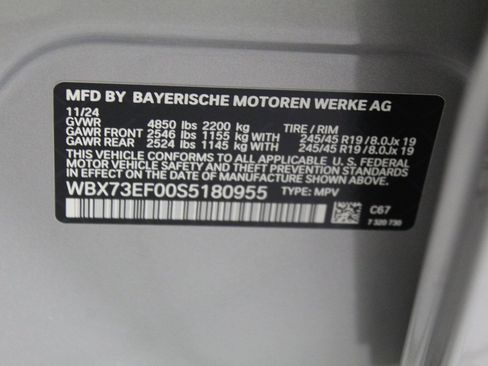 MFD BY BAYERISCHE MOTOREN WERKE AG
11/24
GVWR 4850 lbs 2200 kg TIRE / RIM
GAWR FRONT 2546 lbs 1155 kg WITH 245/45 R19 / 8.0Jx 19
GAWR REAR 2524 lbs 1145 kg WITH 245/45 R19 / 8.0Jx 19
THIS VEHICLE CONFORMS TO ALL APPLICABLE U. S. FEDERAL
MOTOR VEHICLE SAFETY AND THEFT PREVENTION STANDARDS
IN EFFECT ON THE DATE OF MANUFACTURE SHOWN ABOVE.
WBX73EF00S5180955 TYPE: MPV
C67
7 320 730